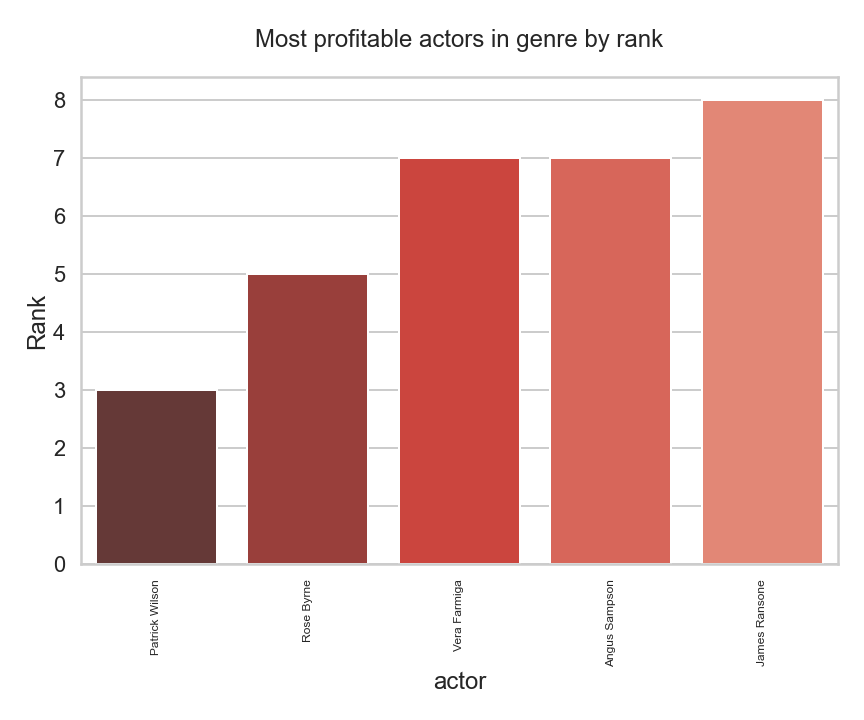 Most profitable actors in genre by rank
Rank
8
7
6
5
4
3
2
1
0
Patrick Wilson
Rose Byrne
Vera Farmiga
Angus Sampson
James Ransone
actor